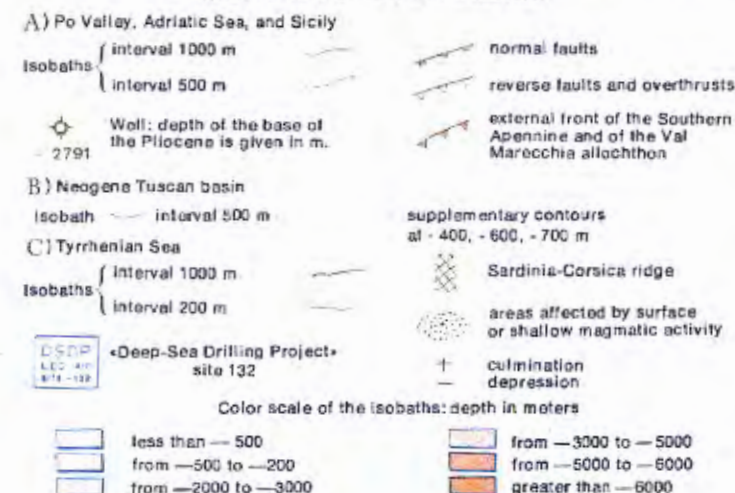 A) Po Valley, Adriatic Sea, and Sicily
Isobaths
interval 1000 m
interval 500 m
Well: depth of the base of
the Pliocene is given in m.
- 2791
normal faults
reverse faults and overthrusts
external front of the Southern
Apennine and of the Val
Marecchia allochthon
B) Neogene Tuscan basin
Isobath interval 500 m
supplementary contours
at - 400, - 600, - 700 m
C) Tyrrhenian Sea
Isobaths
interval 1000 m
interval 200 m
Sardinia-Corsica ridge
areas affected by surface
or shallow magmatic activity
DSDP
SITE - 132
«Deep-Sea Drilling Project»
site 132
+ culmination
— depression
Color scale of the isobaths: depth in meters
less than — 500
from —500 to —200
from —2000 to —3000
from —3000 to — 5000
from —5000 to —6000
greater than —6000